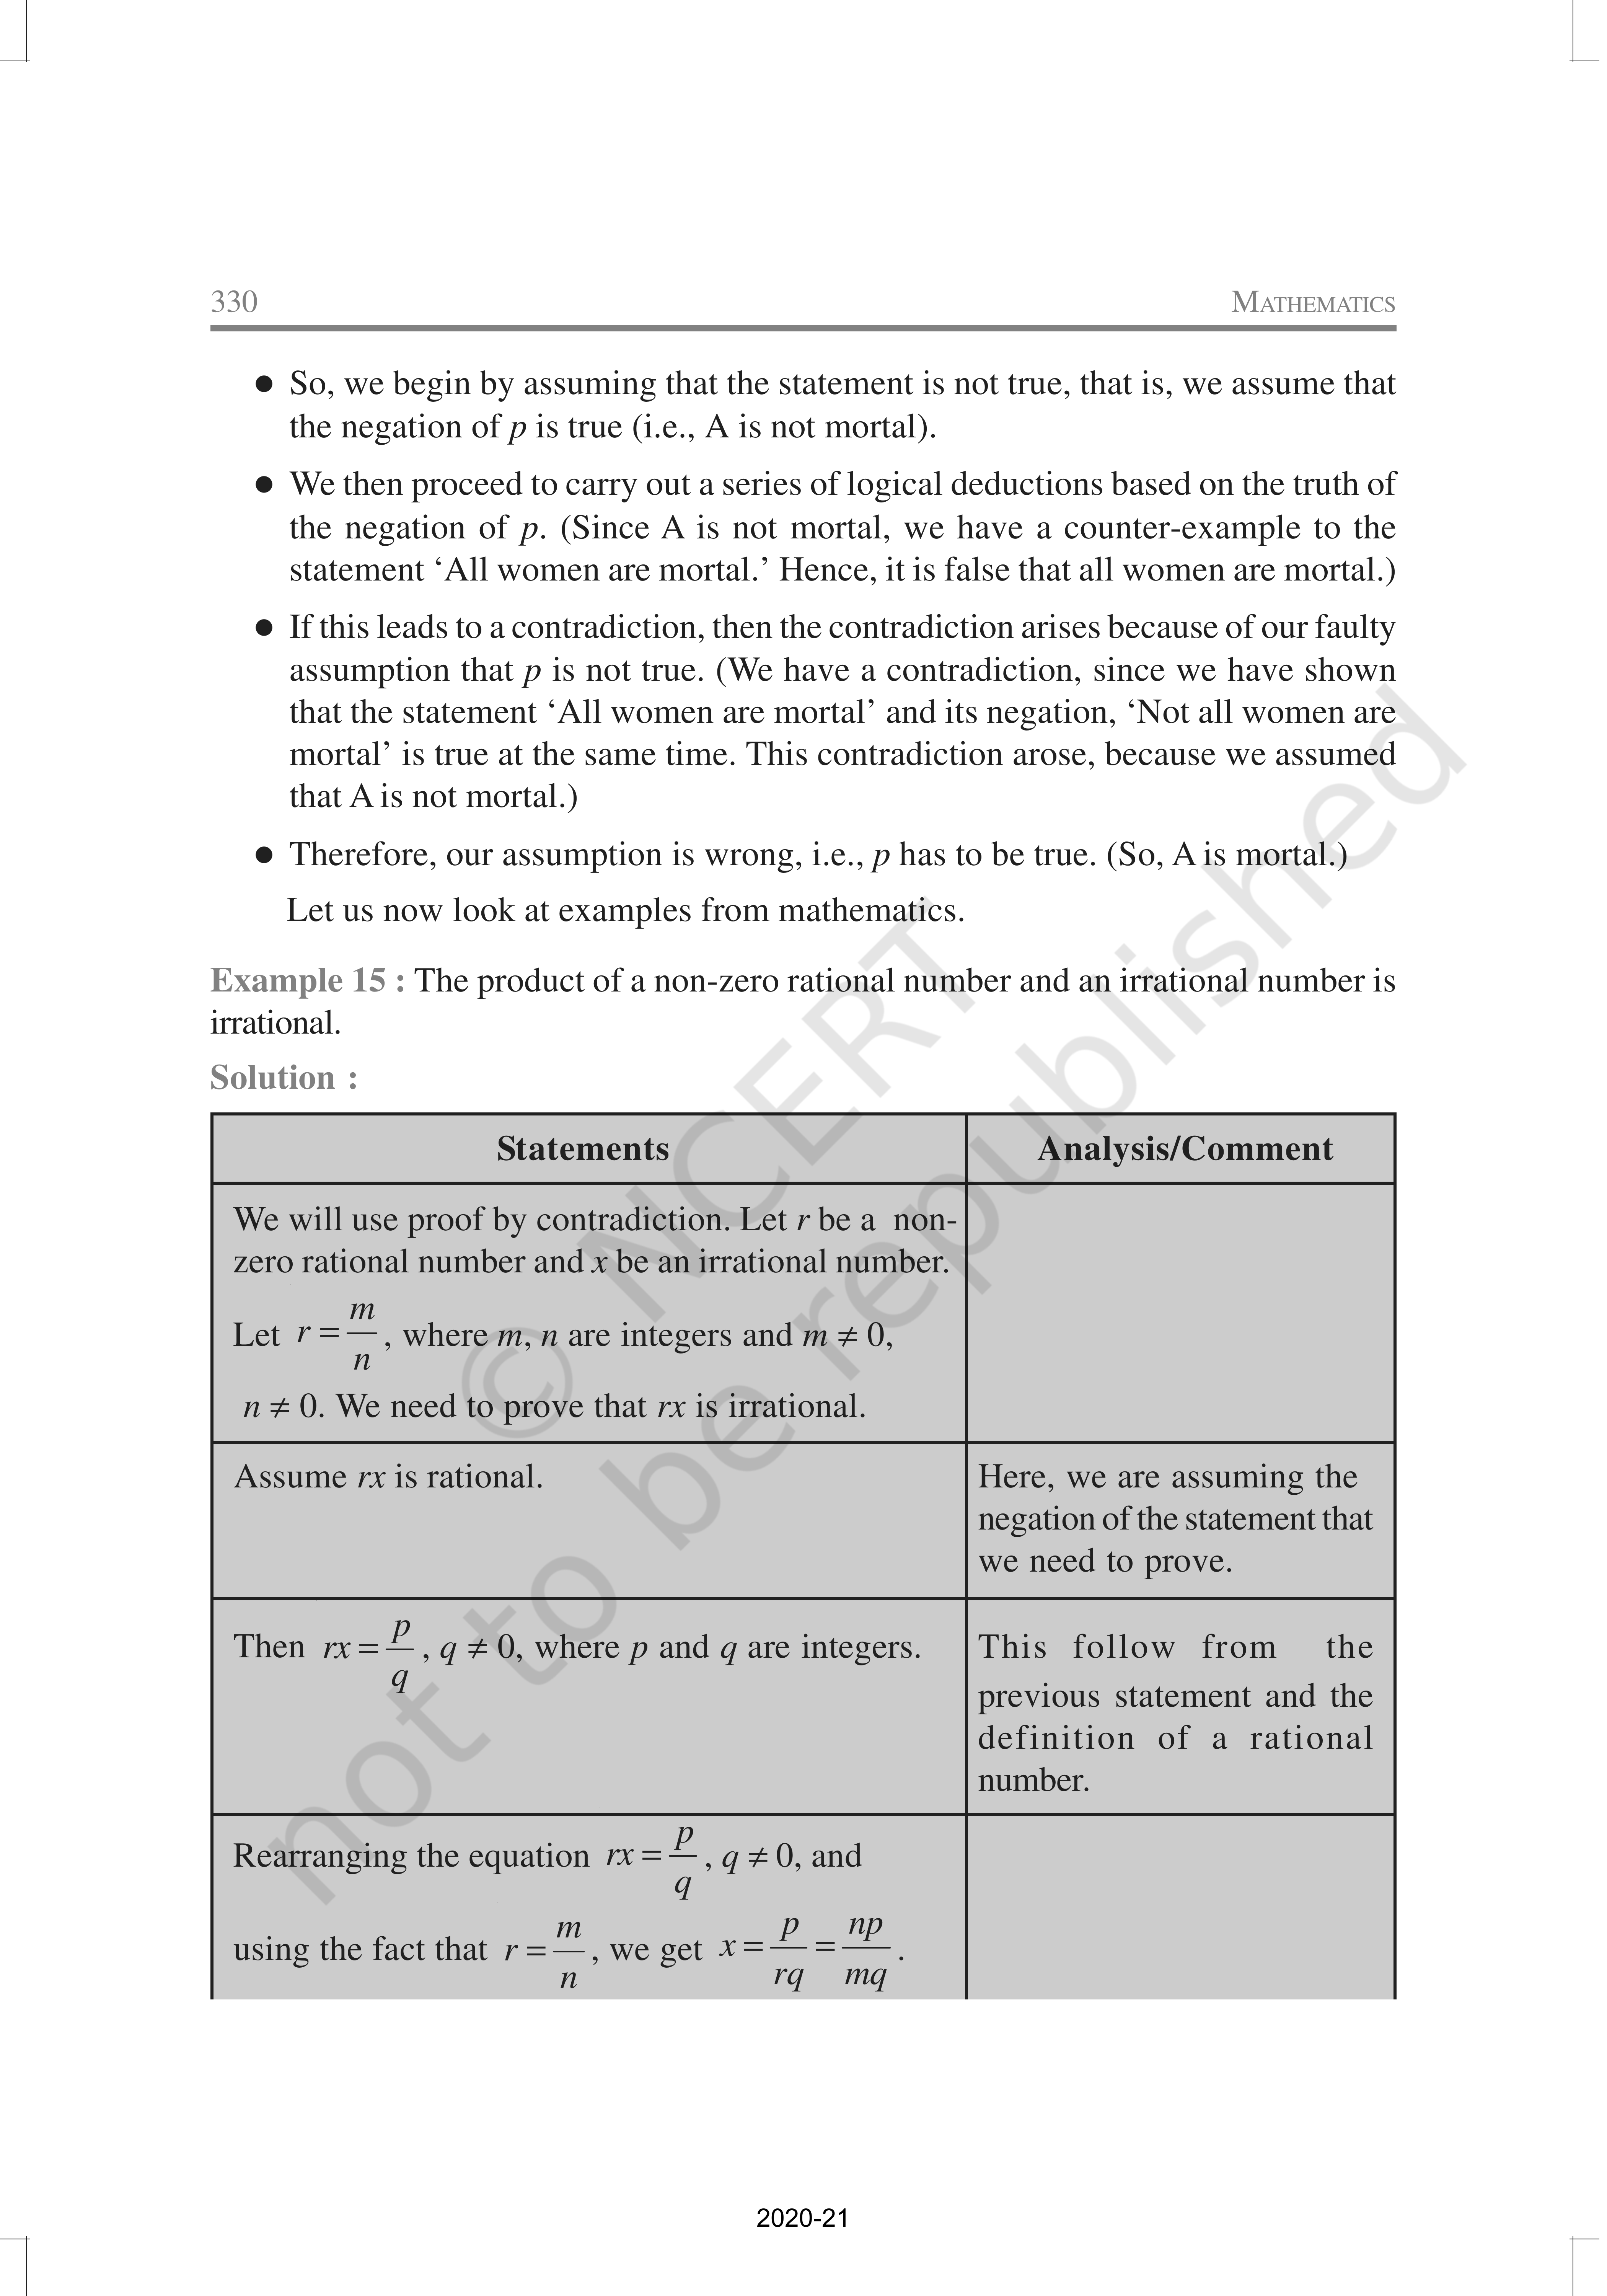 330
MATHEMATICS
● So, we begin by assuming that the statement is not true, that is, we assume that
the negation of p is true (i.e., A is not mortal).
● We then proceed to carry out a series of logical deductions based on the truth of
the negation of p. (Since A is not mortal, we have a counter-example to the
statement ‘All women are mortal.’ Hence, it is false that all women are mortal.)
● If this leads to a contradiction, then the contradiction arises because of our faulty
assumption that p is not true. (We have a contradiction, since we have shown
that the statement ‘All women are mortal’ and its negation, ‘Not all women are
mortal’ is true at the same time. This contradiction arose, because we assumed
that A is not mortal.)
● Therefore, our assumption is wrong, i.e., p has to be true. (So, A is mortal.)
Let us now look at examples from mathematics.
Example 15 : The product of a non-zero rational number and an irrational number is
irrational.
Solution :
Statements
Analysis/Comment
We will use proof by contradiction. Let r be a non-
zero rational number and x be an irrational number.
Let r = m/n, where m, n are integers and m ≠ 0,
n ≠ 0. We need to prove that rx is irrational.
Assume rx is rational.
Here, we are assuming the
negation of the statement that
we need to prove.
Then rx = p/q, q ≠ 0, where p and q are integers.
This follow from the
previous statement and the
definition of a rational
number.
Rearranging the equation rx = p/q, q ≠ 0, and
using the fact that r = m/n, we get x = p/rq = np/mq.
© NCERT
not to be republished
2020-21